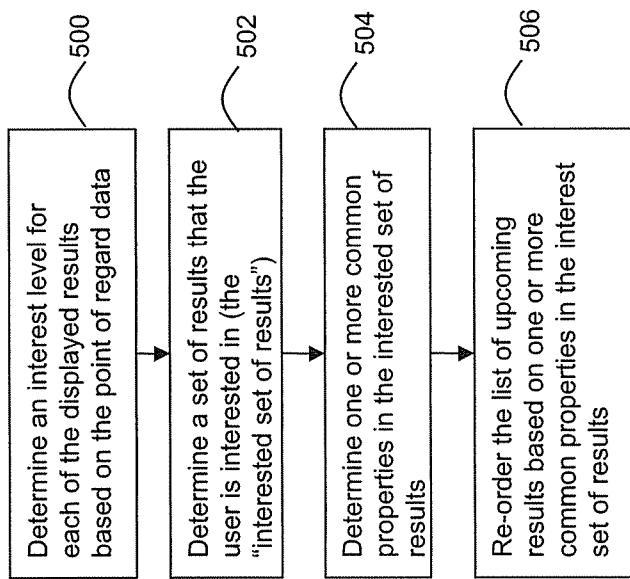 Determine an interest level for
each of the displayed results
based on the point of regard data
500
Determine a set of results that the
user is interested in (the
“interested set of results”)
502
Determine one or more common
properties in the interested set of
results
504
Re-order the list of upcoming
results based on one or more
common properties in the interest
set of results
506